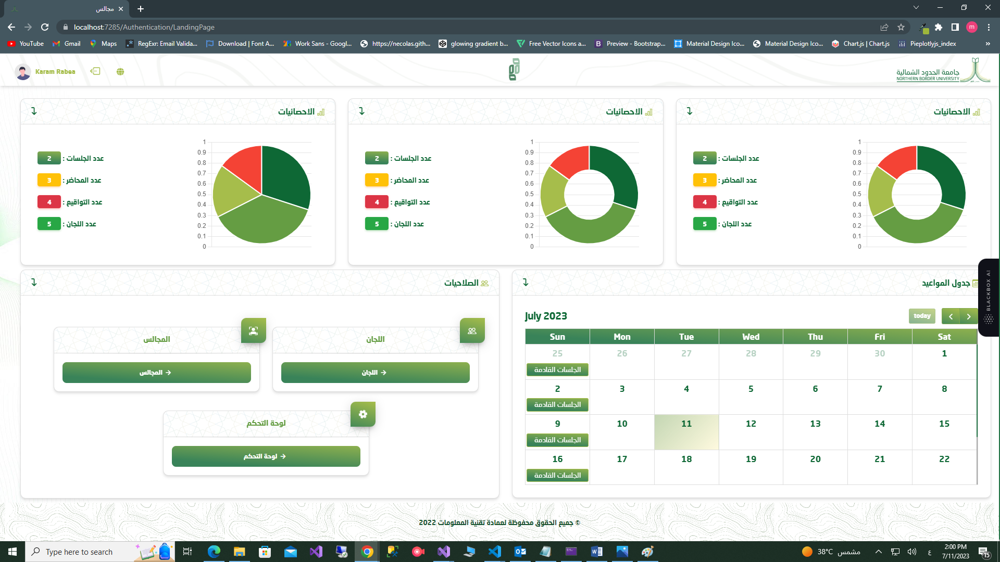 مجالس
localhost:7285/Authentication/LandingPage
m
YouTube
Gmail
Maps
RegExr: Email Valida...
Download | Font A...
Work Sans - Googl...
https://necolas.gith...
glowing gradient b...
Free Vector Icons a...
Preview - Bootstrap...
Material Design Ico...
Material Design Ico...
Chart.js | Chart.js
Pieplotlyjs_index
»
Karam Rabea
جامعة الحدود الشمالية
NORTHERN BORDER UNIVERSITY
الاحصائيات
1
0.9
0.8
0.7
0.6
0.5
0.4
0.3
0.2
0.1
0
عدد الجلسات : 2
عدد المحاضر : 3
عدد التواقيع : 4
عدد اللجان : 5
الاحصائيات
1
0.9
0.8
0.7
0.6
0.5
0.4
0.3
0.2
0.1
0
عدد الجلسات : 2
عدد المحاضر : 3
عدد التواقيع : 4
عدد اللجان : 5
الاحصائيات
1
0.9
0.8
0.7
0.6
0.5
0.4
0.3
0.2
0.1
0
عدد الجلسات : 2
عدد المحاضر : 3
عدد التواقيع : 4
عدد اللجان : 5
BLACKBOX AI
جدول المواعيد
July 2023
today
Sun Mon Tue Wed Thu Fri Sat
25 26 27 28 29 30 1
الجلسات القادمة
2 3 4 5 6 7 8
الجلسات القادمة
9 10 11 12 13 14 15
الجلسات القادمة
16 17 18 19 20 21 22
الجلسات القادمة
الصلاحيات
اللجان
اللجان
المجالس
المجالس
لوحة التحكم
لوحة التحكم
© جميع الحقوق محفوظة لعمادة تقنية المعلومات 2022
Type here to search
38°C مشمس
ع
2:00 PM
7/11/2023
15